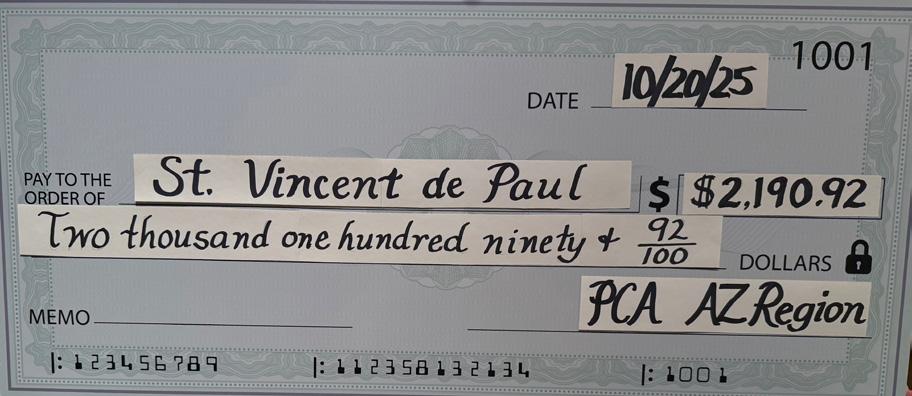 1001
DATE 10/20/25
PAY TO THE
ORDER OF St. Vincent de Paul $ $2,190.92
Two thousand one hundred ninety + 92/100 DOLLARS
PCA AZ Region
MEMO
|: 123456789 |: 112358132134 |: 1001